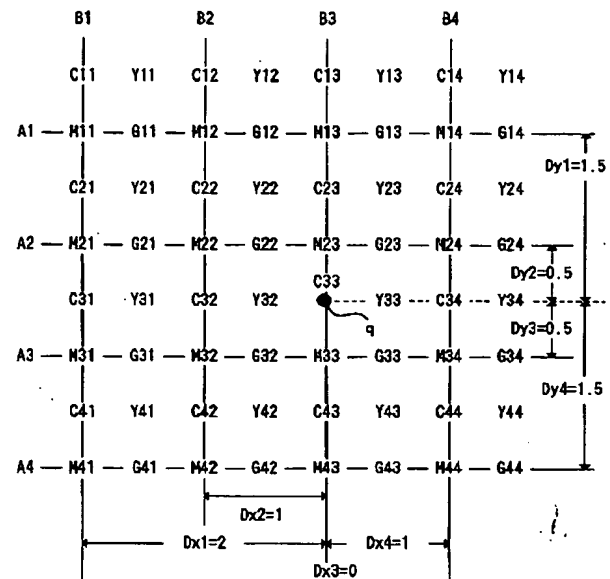 B1 B2 B3 B4
C11 Y11 C12 Y12 C13 Y13 C14 Y14
A1 M11 G11 M12 G12 M13 G13 M14 G14
Dy1=1.5
C21 Y21 C22 Y22 C23 Y23 C24 Y24
A2 M21 G21 M22 G22 M23 G23 M24 G24
Dy2=0.5
C33
C31 Y31 C32 Y32 Y33 C34 Y34
q
Dy3=0.5
A3 M31 G31 M32 G32 M33 G33 M34 G34
Dy4=1.5
C41 Y41 C42 Y42 C43 Y43 C44 Y44
A4 M41 G41 M42 G42 M43 G43 M44 G44
Dx2=1
Dx1=2 Dx4=1
Dx3=0